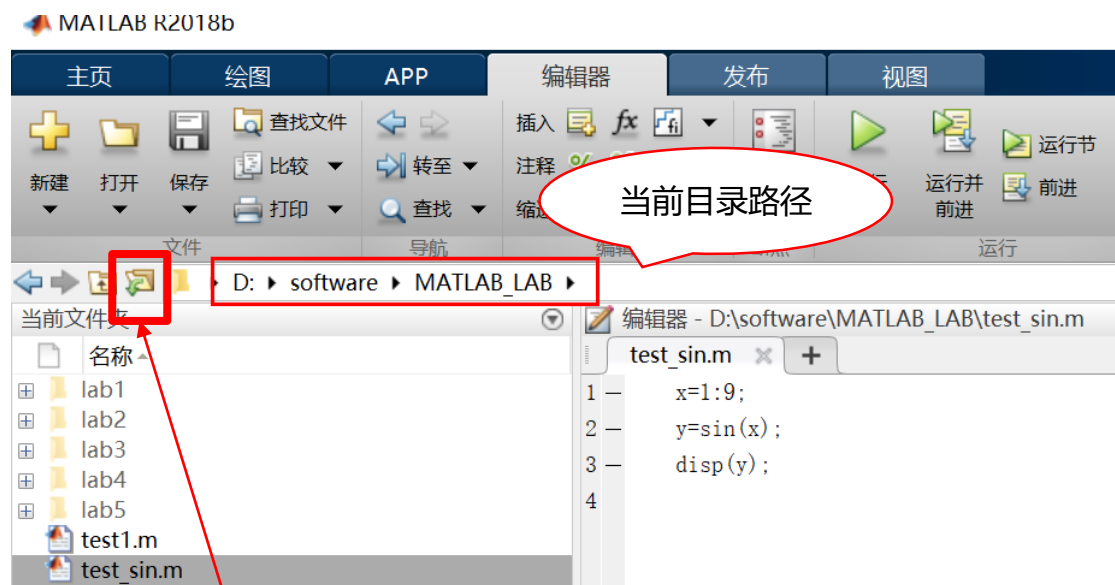 MATLAB R2018b
主页 绘图 APP 编辑器 发布 视图
查找文件 插入 fx fi
比较 转至 注释 % 运行节
新建 打开 保存 运行并前进 前进
打印 查找
当前目录路径
文件 导航 运行
D: software MATLAB_LAB
当前文件夹
编辑器 - D:\software\MATLAB_LAB\test_sin.m
名称
test_sin.m
lab1
lab2
lab3
lab4
lab5
test1.m
test_sin.m
1 x=1:9;
2 y=sin(x);
3 disp(y);
4